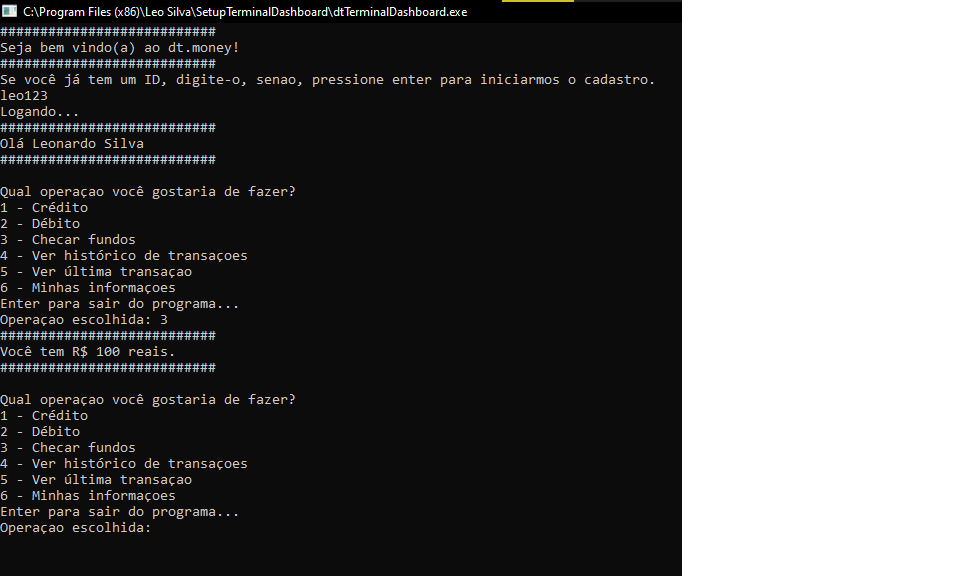 C:\Program Files (x86)\Leo Silva\SetupTerminalDashboard\dtTerminalDashboard.exe
###########################
Seja bem vindo(a) ao dt.money!
###########################
Se você já tem um ID, digite-o, senao, pressione enter para iniciarmos o cadastro.
leo123
Logando...
###########################
Olá Leonardo Silva
###########################

Qual operaçao você gostaria de fazer?
1 - Crédito
2 - Débito
3 - Checar fundos
4 - Ver histórico de transaçoes
5 - Ver última transaçao
6 - Minhas informaçoes
Enter para sair do programa...
Operaçao escolhida: 3
###########################
Você tem R$ 100 reais.
###########################

Qual operaçao você gostaria de fazer?
1 - Crédito
2 - Débito
3 - Checar fundos
4 - Ver histórico de transaçoes
5 - Ver última transaçao
6 - Minhas informaçoes
Enter para sair do programa...
Operaçao escolhida: